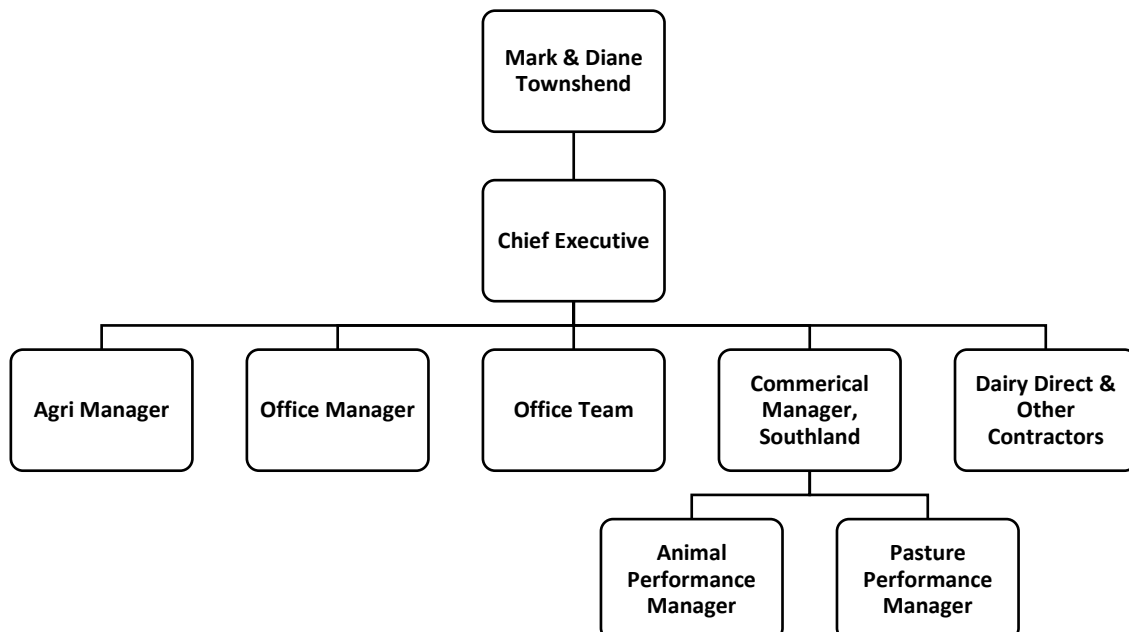 Mark & Diane
Townshend
Chief Executive
Agri Manager
Office Manager
Office Team
Commerical
Manager,
Southland
Dairy Direct &
Other
Contractors
Animal
Performance
Manager
Pasture
Performance
Manager